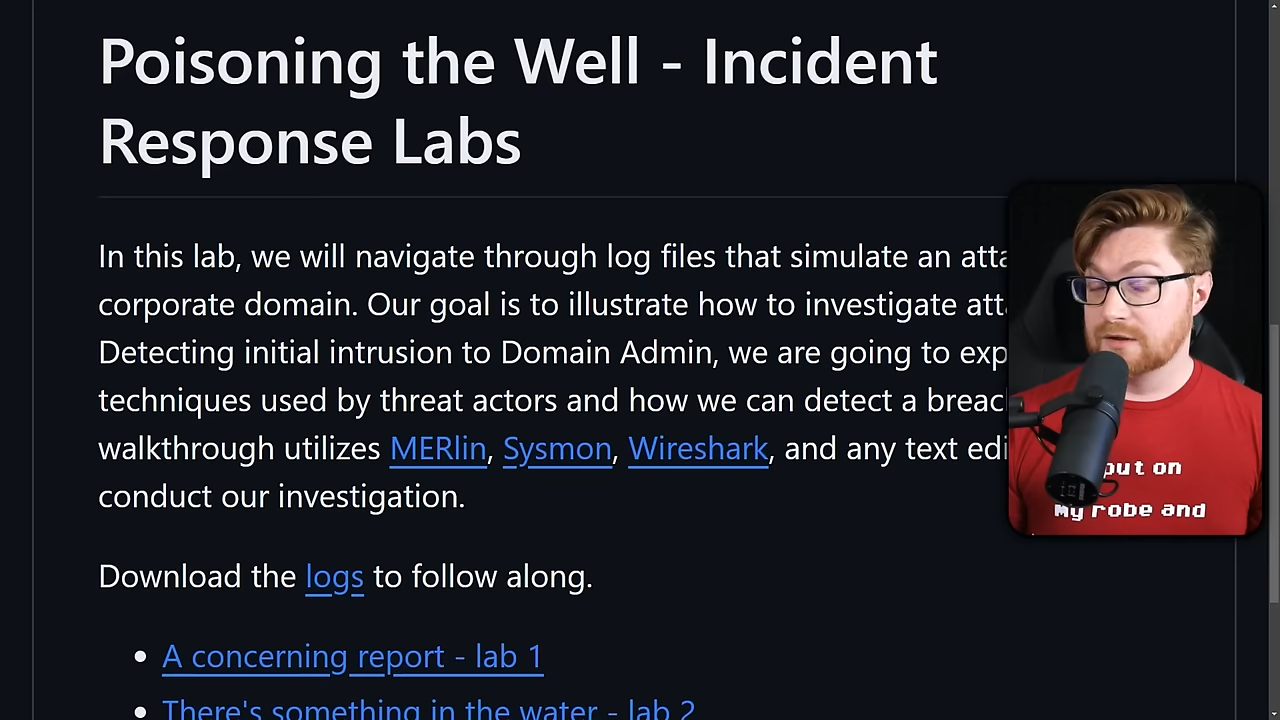 Poisoning the Well - Incident
Response Labs
In this lab, we will navigate through log files that simulate an atta
corporate domain. Our goal is to illustrate how to investigate atta
Detecting initial intrusion to Domain Admin, we are going to exp
techniques used by threat actors and how we can detect a breac
walkthrough utilizes MERlin, Sysmon, Wireshark, and any text edi
conduct our investigation.
Download the logs to follow along.
• A concerning report - lab 1
• There's something in the water - lab 2
put on
my robe and